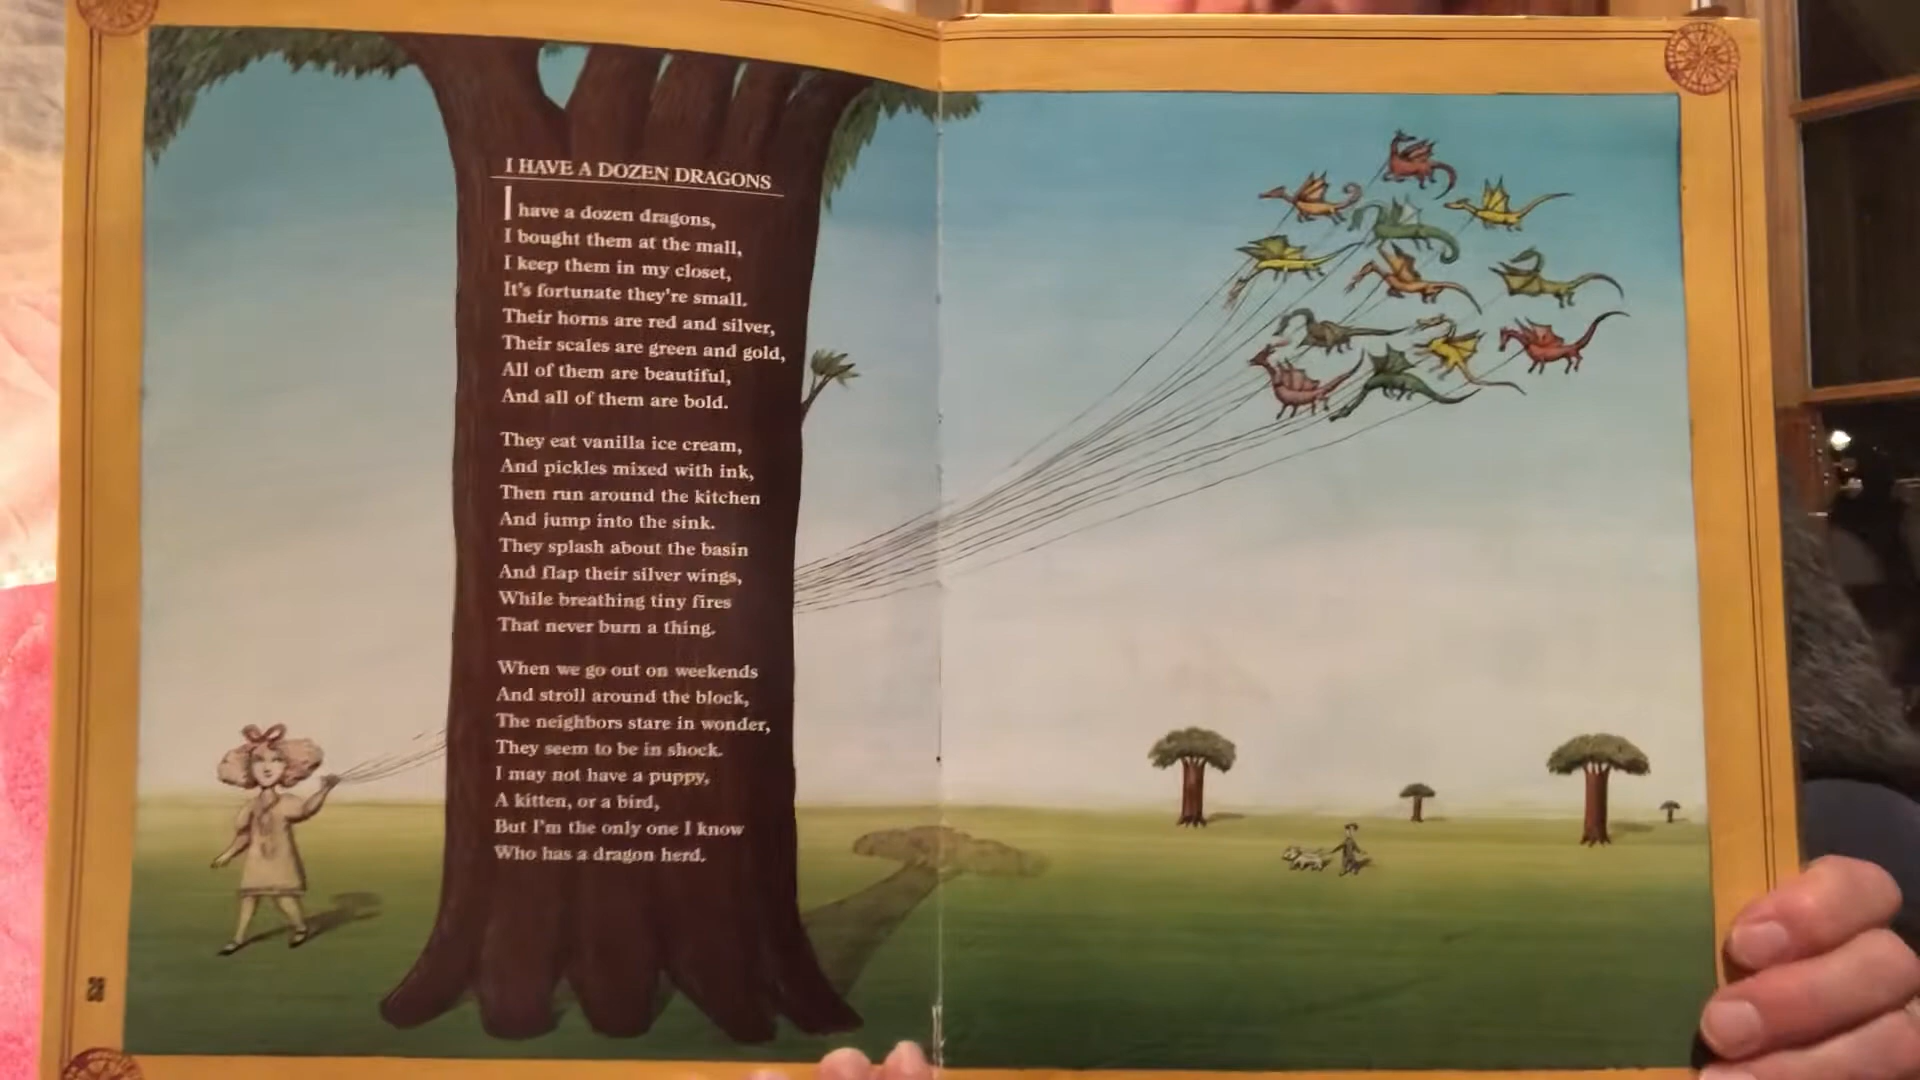 I HAVE A DOZEN DRAGONS
I have a dozen dragons,
I bought them at the mall,
I keep them in my closet,
It's fortunate they're small.
Their horns are red and silver,
Their scales are green and gold,
All of them are beautiful,
And all of them are bold.
They eat vanilla ice cream,
And pickles mixed with ink,
Then run around the kitchen
And jump into the sink.
They splash about the basin
And flap their silver wings,
While breathing tiny fires
That never burn a thing.
When we go out on weekends
And stroll around the block,
The neighbors stare in wonder,
They seem to be in shock.
I may not have a puppy,
A kitten, or a bird,
But I'm the only one I know
Who has a dragon herd.